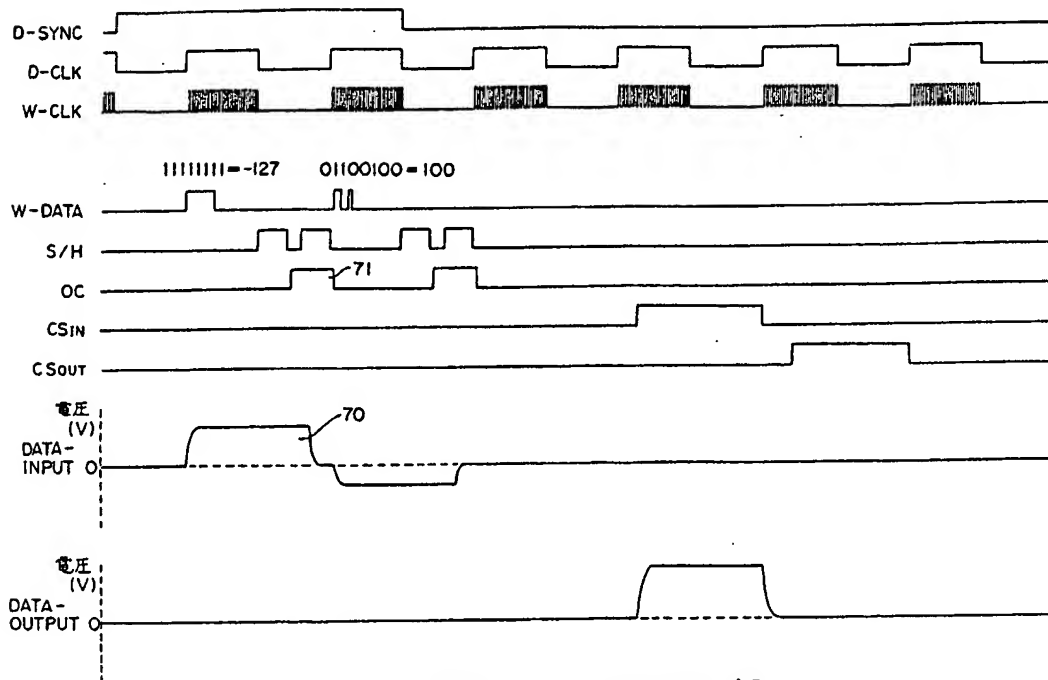 D-SYNC
D-CLK
W-CLK
11111111=-127 01100100=100
W-DATA
S/H
71
OC
CSIN
CSOUT
電圧
(V)
70
DATA-
INPUT 0
電圧
(V)
DATA-
OUTPUT 0